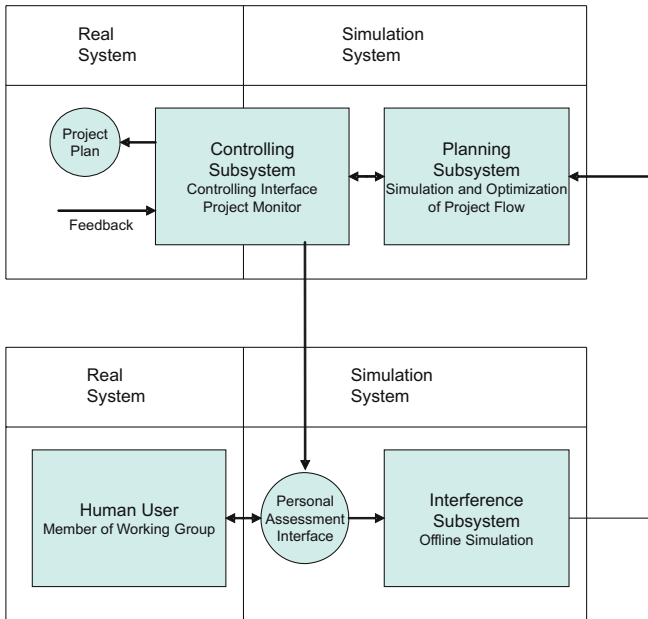 Real
System
Simulation
System
Project
Plan
Feedback
Controlling
Subsystem
Controlling Interface
Project Monitor
Planning
Subsystem
Simulation and Optimization
of Project Flow
Real
System
Simulation
System
Human User
Member of Working Group
Personal
Assessment
Interface
Interference
Subsystem
Offline Simulation